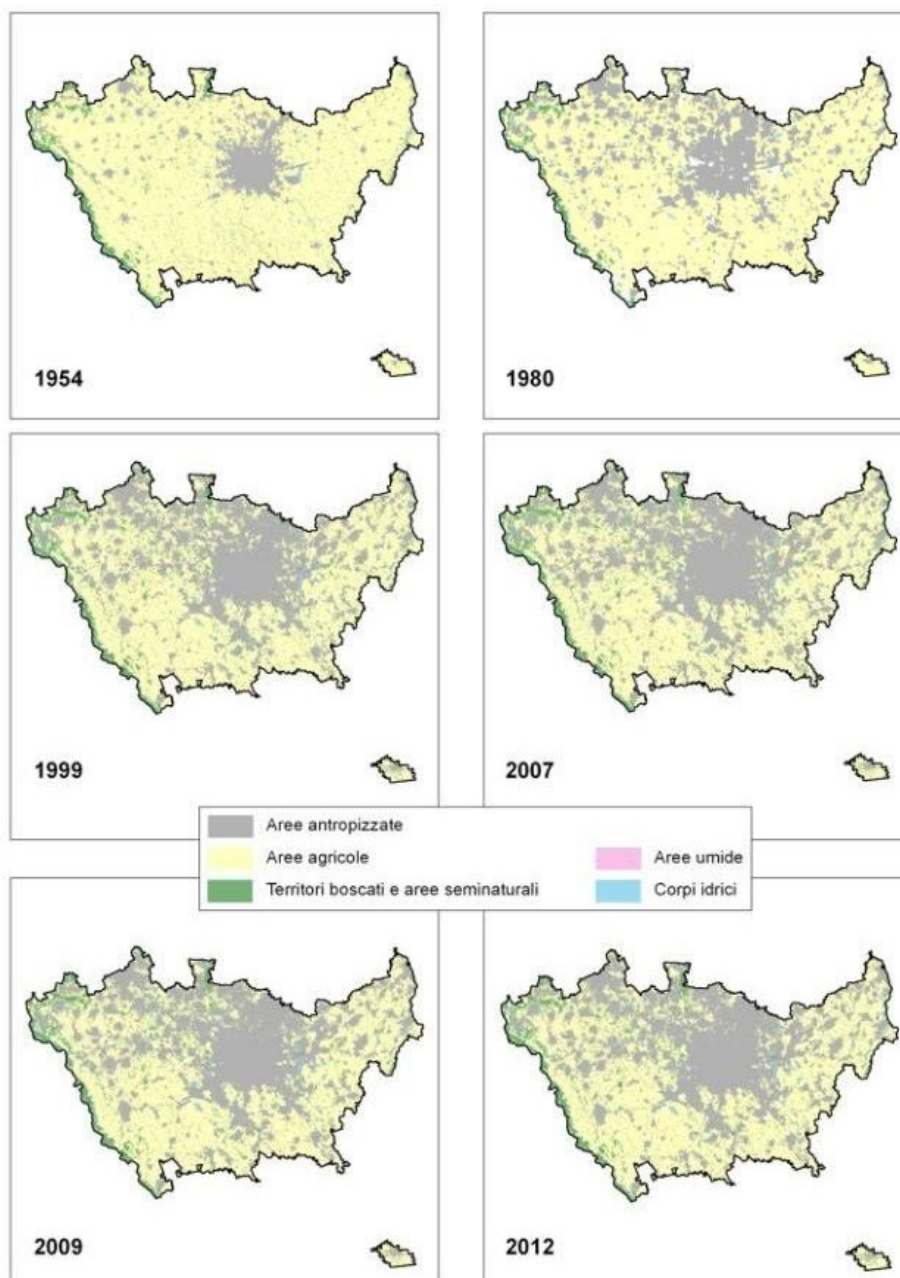 1954
1980
1999
2007
Aree antropizzate
Aree agricole
Aree umide
Territori boscati e aree seminaturali
Corpi idrici
2009
2012